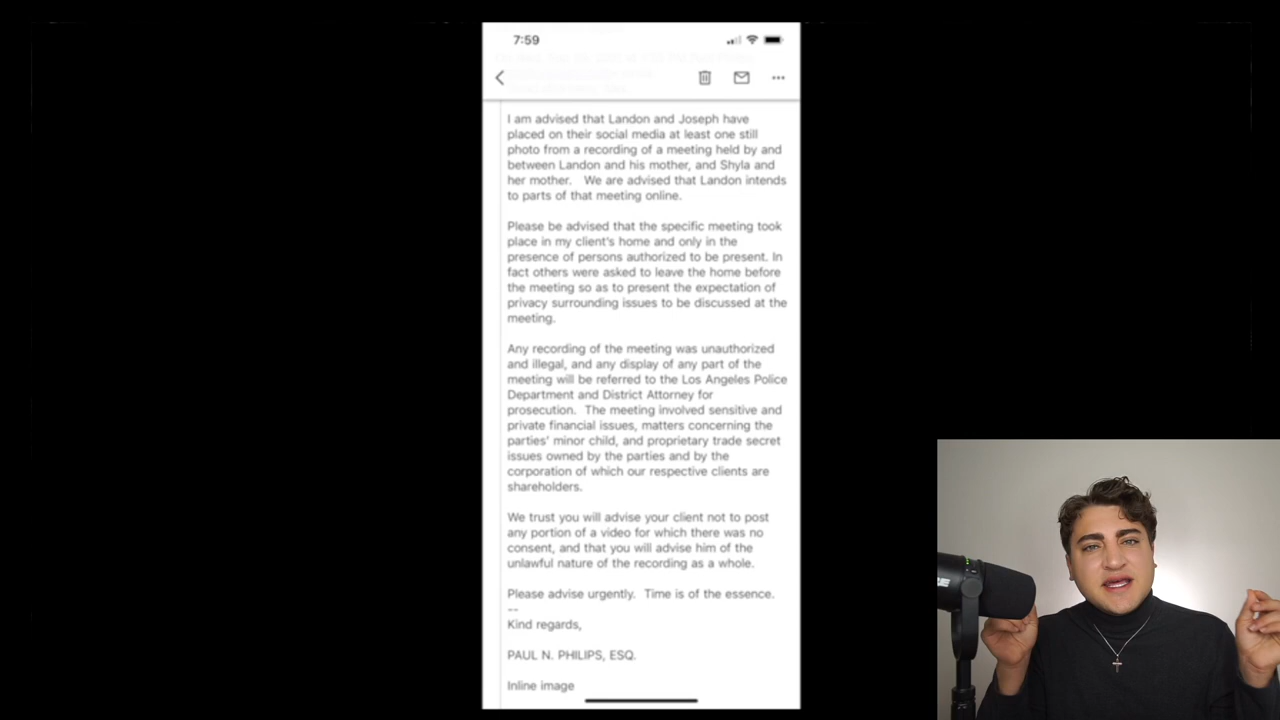 7:59
I am advised that Landon and Joseph have
placed on their social media at least one still
photo from a recording of a meeting held by and
between Landon and his mother, and Shyla and
her mother. We are advised that Landon intends
to parts of that meeting online.
Please be advised that the specific meeting took
place in my client's home and only in the
presence of persons authorized to be present. In
fact others were asked to leave the home before
the meeting so as to present the expectation of
privacy surrounding issues to be discussed at the
meeting.
Any recording of the meeting was unauthorized
and illegal, and any display of any part of the
meeting will be referred to the Los Angeles Police
Department and District Attorney for
prosecution. The meeting involved sensitive and
private financial issues, matters concerning the
parties' minor child, and proprietary trade secret
issues owned by the parties and by the
corporation of which our respective clients are
shareholders.
We trust you will advise your client not to post
any portion of a video for which there was no
consent, and that you will advise him of the
unlawful nature of the recording as a whole.
Please advise urgently. Time is of the essence.
--
Kind regards,
PAUL N. PHILIPS, ESQ.
Inline image